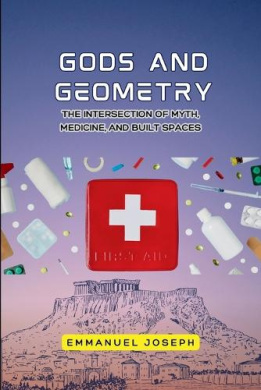 GODS AND
GEOMETRY
THE INTERSECTION OF MYTH,
MEDICINE, AND BUILT SPACES
FIRST AID
EMMANUEL JOSEPH